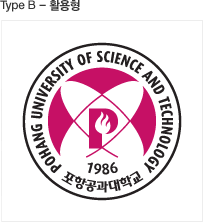 Type B - 활용형
POHANG UNIVERSITY OF SCIENCE AND TECHNOLOGY
P
1986
포항공과대학교